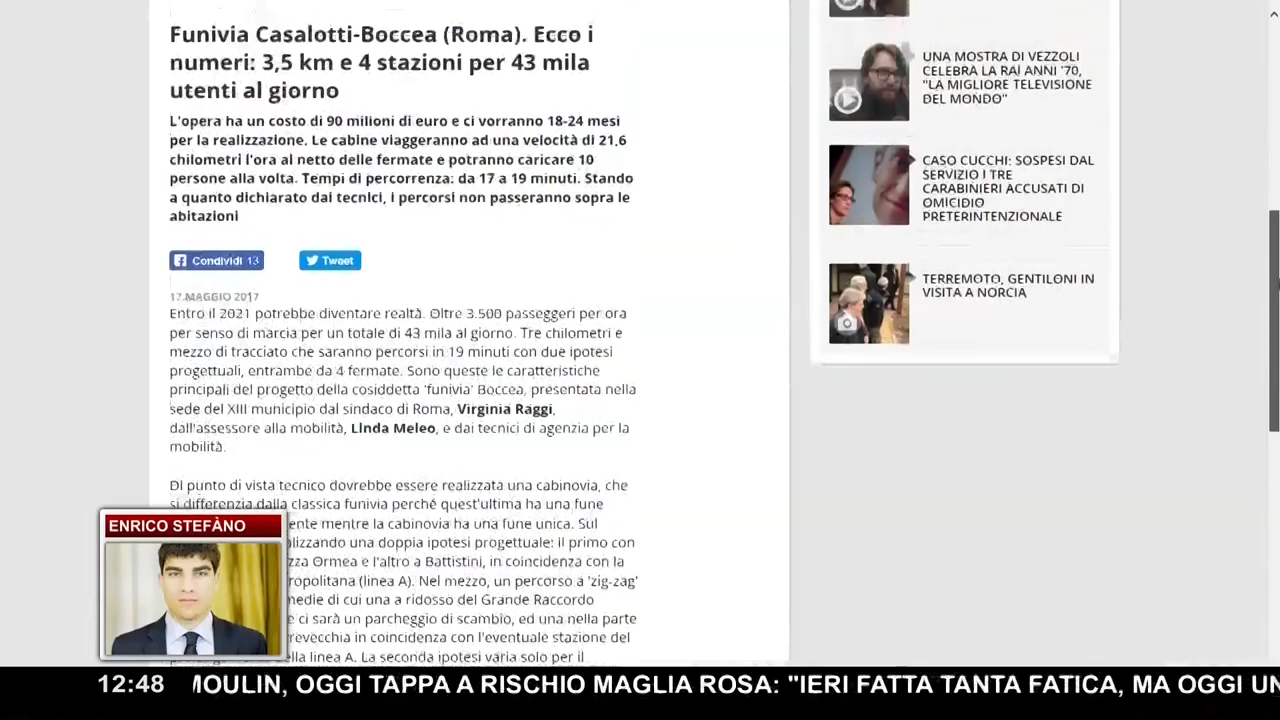 Funivia Casalotti-Boccea (Roma). Ecco i
numeri: 3,5 km e 4 stazioni per 43 mila
utenti al giorno
L'opera ha un costo di 90 milioni di euro e ci vorranno 18-24 mesi
per la realizzazione. Le cabine viaggeranno ad una velocità di 21,6
chilometri l'ora al netto delle fermate e potranno caricare 10
persone alla volta. Tempi di percorrenza: da 17 a 19 minuti. Stando
a quanto dichiarato dai tecnici, i percorsi non passeranno sopra le
abitazioni
Condividi 13
Tweet
17 MAGGIO 2017
Entro il 2021 potrebbe diventare realtà. Oltre 3.500 passeggeri per ora
per senso di marcia per un totale di 43 mila al giorno. Tre chilometri e
mezzo di tracciato che saranno percorsi in 19 minuti con due ipotesi
progettuali, entrambe da 4 fermate. Sono queste le caratteristiche
principali del progetto della cosiddetta 'funivia' Boccea, presentata nella
sede del XIII municipio dal sindaco di Roma, Virginia Raggi,
dall'assessore alla mobilità, Linda Meleo, e dai tecnici di agenzia per la
mobilità.
Di punto di vista tecnico dovrebbe essere realizzata una cabinovia, che
si differenzia dalla classica funivia perché quest'ultima ha una fune
ente mentre la cabinovia ha una fune unica. Sul
olizzando una doppia ipotesi progettuale: il primo con
zza Ormea e l'altro a Battistini, in coincidenza con la
ropolitana (linea A). Nel mezzo, un percorso a 'zig-zag'
medie di cui una a ridosso del Grande Raccordo
e ci sarà un parcheggio di scambio, ed una nella parte
revecchia in coincidenza con l'eventuale stazione del
della linea A. La seconda ipotesi varia solo per il
UNA MOSTRA DI VEZZOLI
CELEBRA LA RAI ANNI '70,
"LA MIGLIORE TELEVISIONE
DEL MONDO"
CASO CUCCHI: SOSPESI DAL
SERVIZIO I TRE
CARABINIERI ACCUSATI DI
OMICIDIO
PRETERINTENZIONALE
TERREMOTO, GENTILONI IN
VISITA A NORCIA
ENRICO STEFÀNO
12:48 MOULIN, OGGI TAPPA A RISCHIO MAGLIA ROSA: "IERI FATTA TANTA FATICA, MA OGGI UN